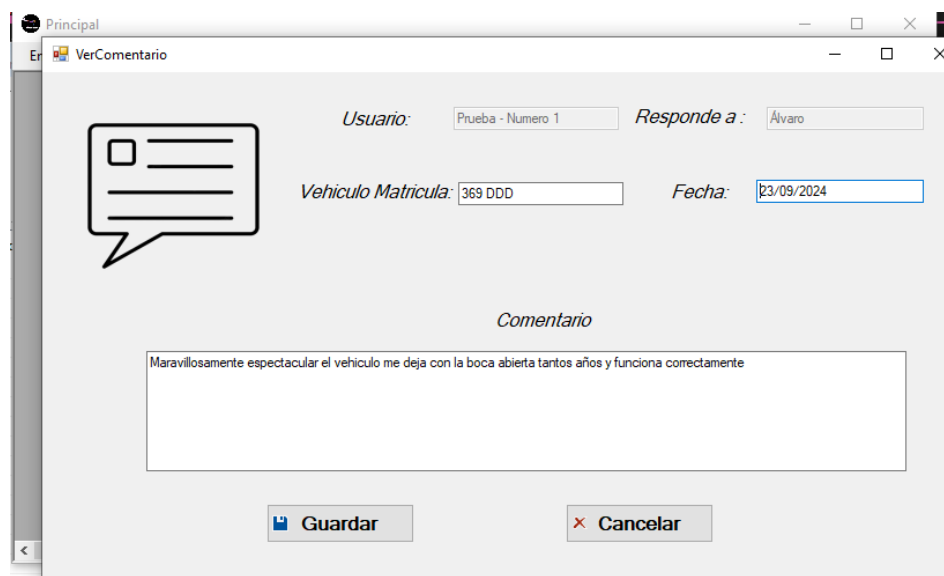 Principal
Er
VerComentario
Usuario: Prueba - Numero 1 Responde a : Álvaro
Vehiculo Matricula: 369 DDD Fecha: 23/09/2024
Comentario
Maravillosamente espectacular el vehiculo me deja con la boca abierta tantos años y funciona correctamente
Guardar Cancelar